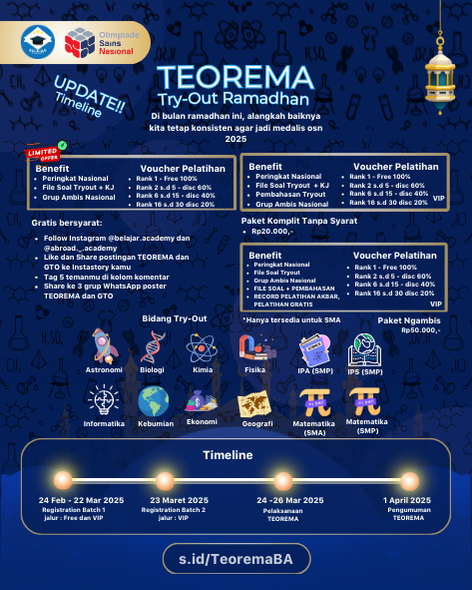 BELAJAR
Olimpiade
Sains
Nasional
UPDATE!!
Timeline
TEOREMA
Try-Out Ramadhan
Di bulan ramadhan ini, alangkah baiknya
kita tetap konsisten agar jadi medalis osn
2025
LIMITED
OFFER
Benefit
Peringkat Nasional
File Soal Tryout + KJ
Grup Ambis Nasional
Voucher Pelatihan
Rank 1 - Free 100%
Rank 2 s.d 5 - disc 60%
Rank 6 s.d 15 - disc 40%
Rank 16 s.d 30 disc 20%
Benefit
Peringkat Nasional
File Soal Tryout + KJ
Pembahasan Tryout
Grup Ambis Nasional
Voucher Pelatihan
Rank 1 - Free 100%
Rank 2 s.d 5 - disc 60%
Rank 6 s.d 15 - disc 40%
Rank 16 s.d 30 disc 20%
VIP
Gratis bersyarat:
Follow Instagram @belajar.academy dan
@abroad._.academy
Like dan Share postingan TEOREMA dan
GTO ke Instastory kamu
Tag 5 temanmu di kolom komentar
Share ke 3 grup WhatsApp poster
TEOREMA dan GTO
Paket Komplit Tanpa Syarat
Rp20.000,-
Benefit
Peringkat Nasional
File Soal Tryout
Grup Ambis Nasional
FILE SOAL + PEMBAHASAN
RECORD PELATIHAN AKBAR,
PELATIHAN GRATIS
Voucher Pelatihan
Rank 1 - Free 100%
Rank 2 s.d 5 - disc 60%
Rank 6 s.d 15 - disc 40%
Rank 16 s.d 30 disc 20%
VIP
*Hanya tersedia untuk SMA
Paket Ngambis
Rp50.000,-
Bidang Try-Out
Astronomi
Biologi
Kimia
Fisika
IPA (SMP)
IPS (SMP)
Informatika
Kebumian
Ekonomi
Geografi
Matematika
(SMA)
Matematika
(SMP)
Timeline
24 Feb - 22 Mar 2025
Registration Batch 1
jalur : Free dan VIP
23 Maret 2025
Registration Batch 2
jalur : VIP
24 -26 Mar 2025
Pelaksanaan
TEOREMA
1 April 2025
Pengumuman
TEOREMA
s.id/TeoremaBA